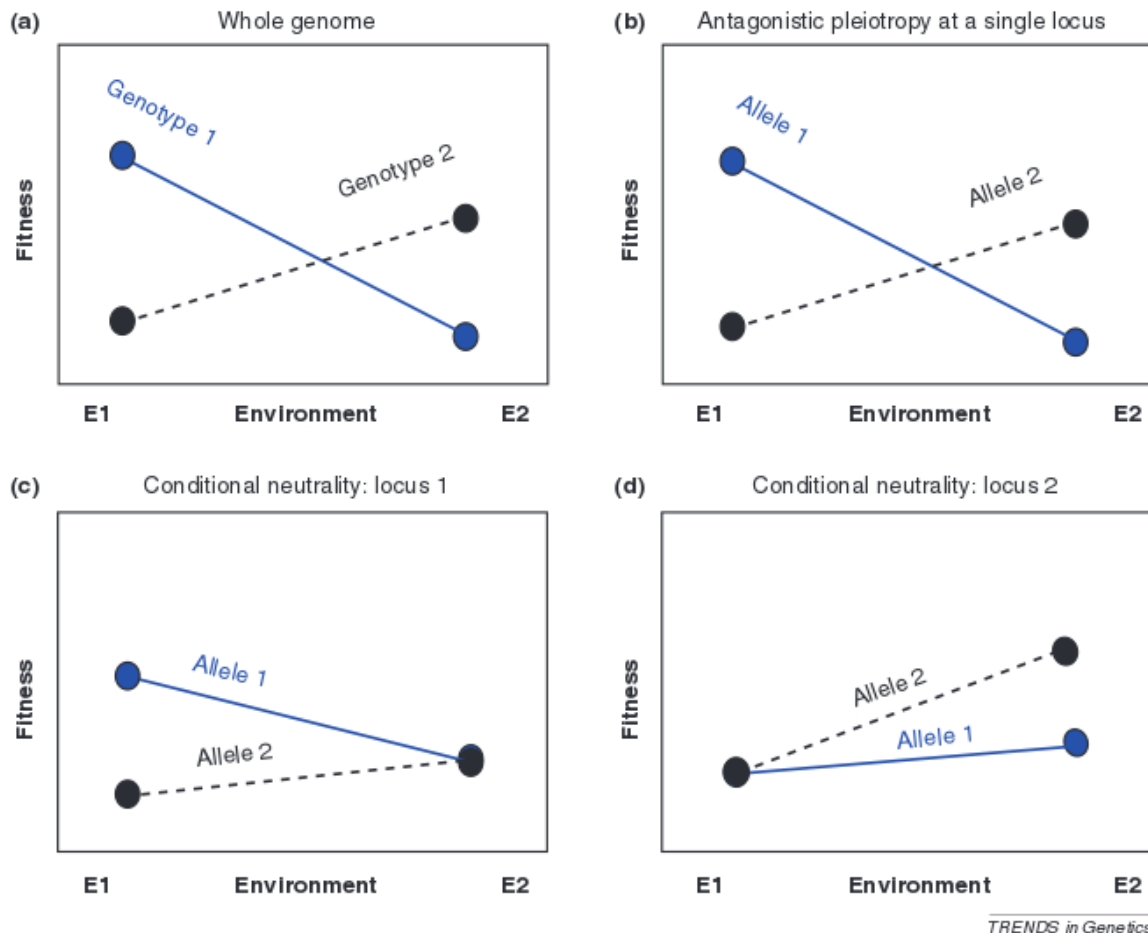 (a) Whole genome
Genotype 1
Genotype 2
Fitness
E1 Environment E2
(b) Antagonistic pleiotropy at a single locus
Allele 1
Allele 2
Fitness
E1 Environment E2
(c) Conditional neutrality: locus 1
Allele 1
Allele 2
Fitness
E1 Environment E2
(d) Conditional neutrality: locus 2
Allele 2
Allele 1
Fitness
E1 Environment E2
TRENDS in Genetics